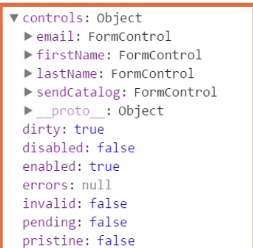 ▼ controls: Object
▶ email: FormControl
▶ firstName: FormControl
▶ lastName: FormControl
▶ sendCatalog: FormControl
▶ __proto__: Object
dirty: true
disabled: false
enabled: true
errors: null
invalid: false
pending: false
pristine: false